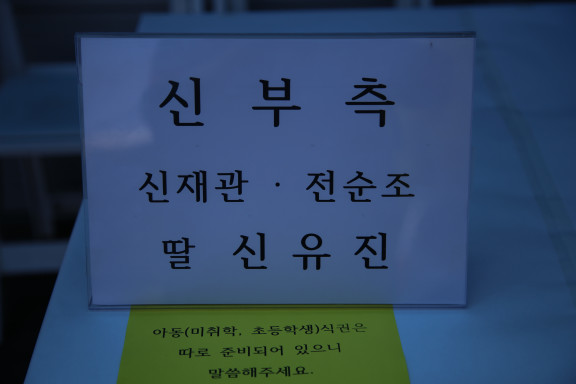 신 부 측
신재관 · 전순조
딸 신 유 진
아동(미취학, 초등학생)식권은
따로 준비되어 있으니
말씀해주세요.